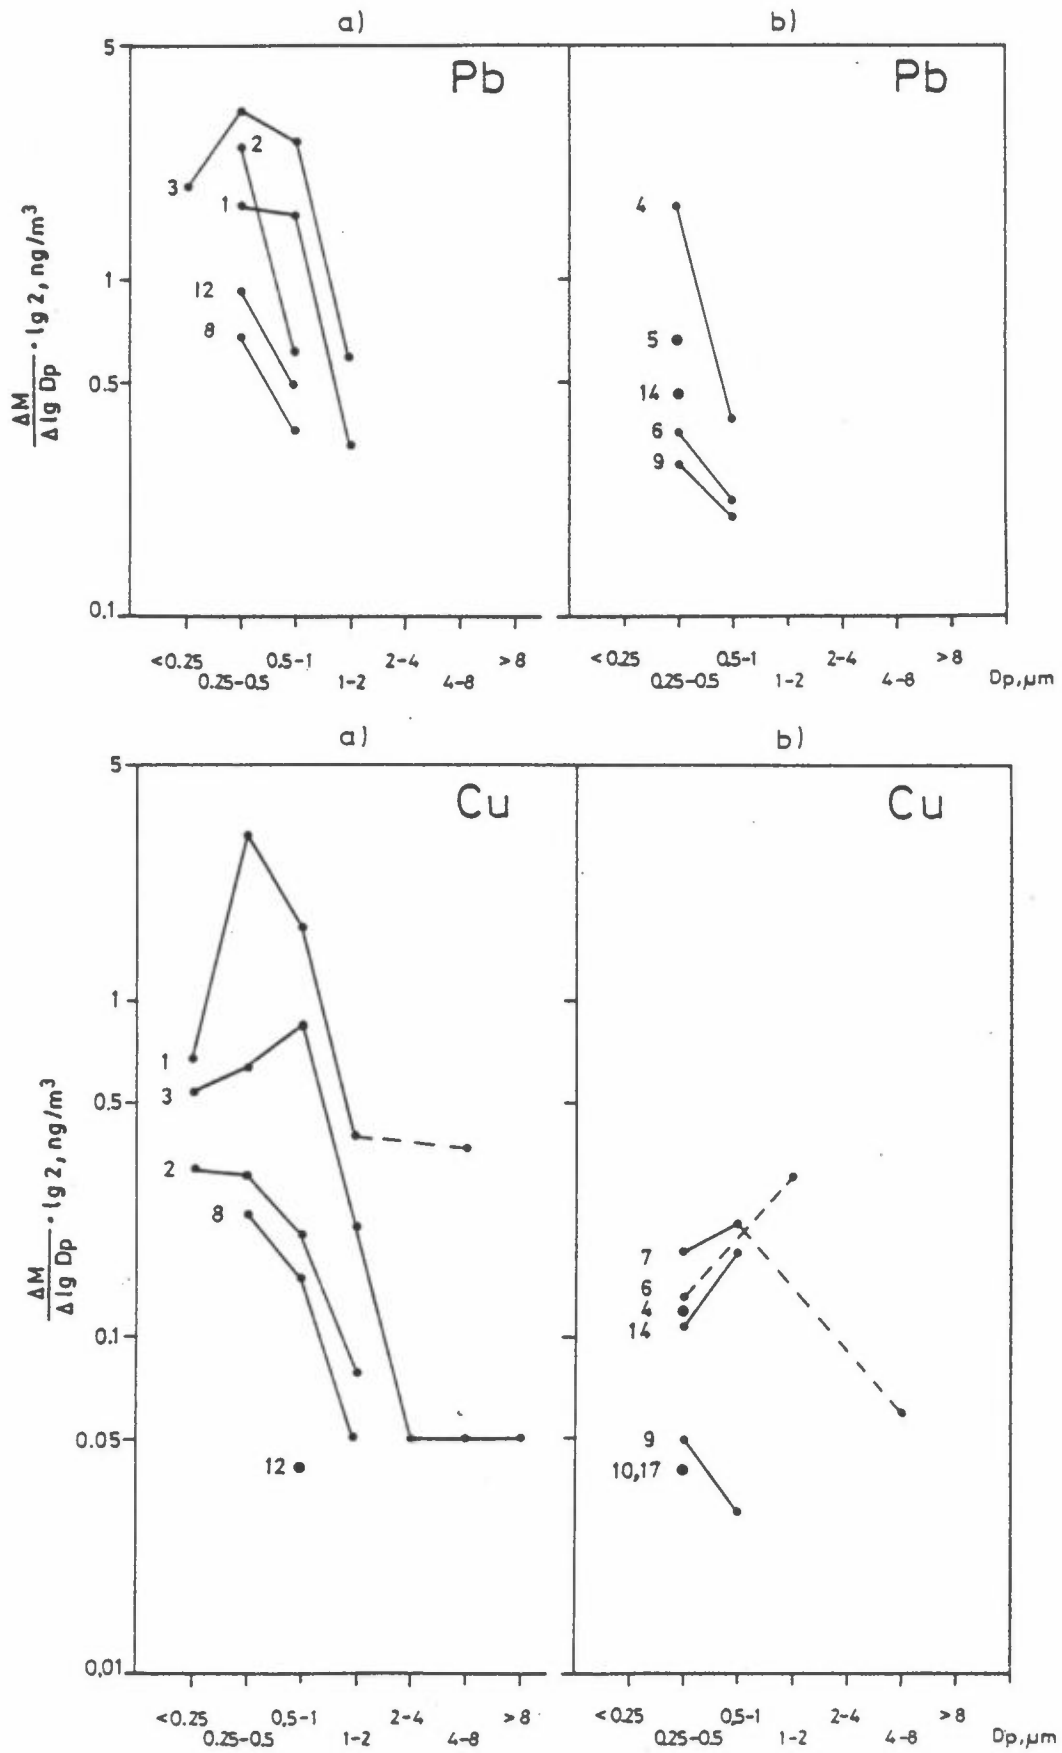 a) b)
5
Pb Pb
3 2 1 12 8
4 5 14 6 9
1
0.5
0.1
ΔM / Δ lg Dp · lg 2, ng/m³
<0.25 0.5-1 2-4 >8 <0.25 0.5-1 2-4 >8
0.25-0.5 1-2 4-8 0.25-0.5 1-2 4-8 Dp, µm
a) b)
5
Cu Cu
1 3 2 8 12
7 6 4 14 9 10,17
1
0.5
0.1
0.05
0,01
ΔM / Δ lg Dp · lg 2, ng/m³
<0.25 0,5-1 2-4 >8 <0.25 0,5-1 2-4 >8
0.25-0.5 1-2 4-8 0.25-0.5 1-2 4-8 Dp, µm